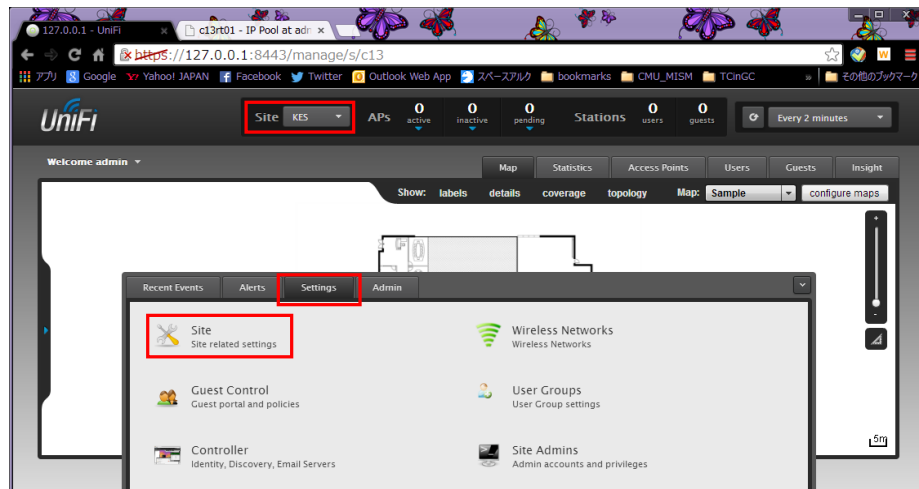 127.0.0.1 - UniFi
c13rt01 - IP Pool at adm
https://127.0.0.1:8443/manage/s/c13
アプリ Google Yahoo! JAPAN Facebook Twitter Outlook Web App スペースアルク bookmarks CMU_MISM TCinGC » その他のブックマーク
UniFi
Site KES APs 0 active 0 inactive 0 pending Stations 0 users 0 guests Every 2 minutes
Welcome admin
Map Statistics Access Points Users Guests Insight
Show: labels details coverage topology Map: Sample configure maps
Recent Events Alerts Settings Admin
Site
Site related settings
Wireless Networks
Wireless Networks
Guest Control
Guest portal and policies
User Groups
User Group settings
Controller
Identity, Discovery, Email Servers
Site Admins
Admin accounts and privileges
5m